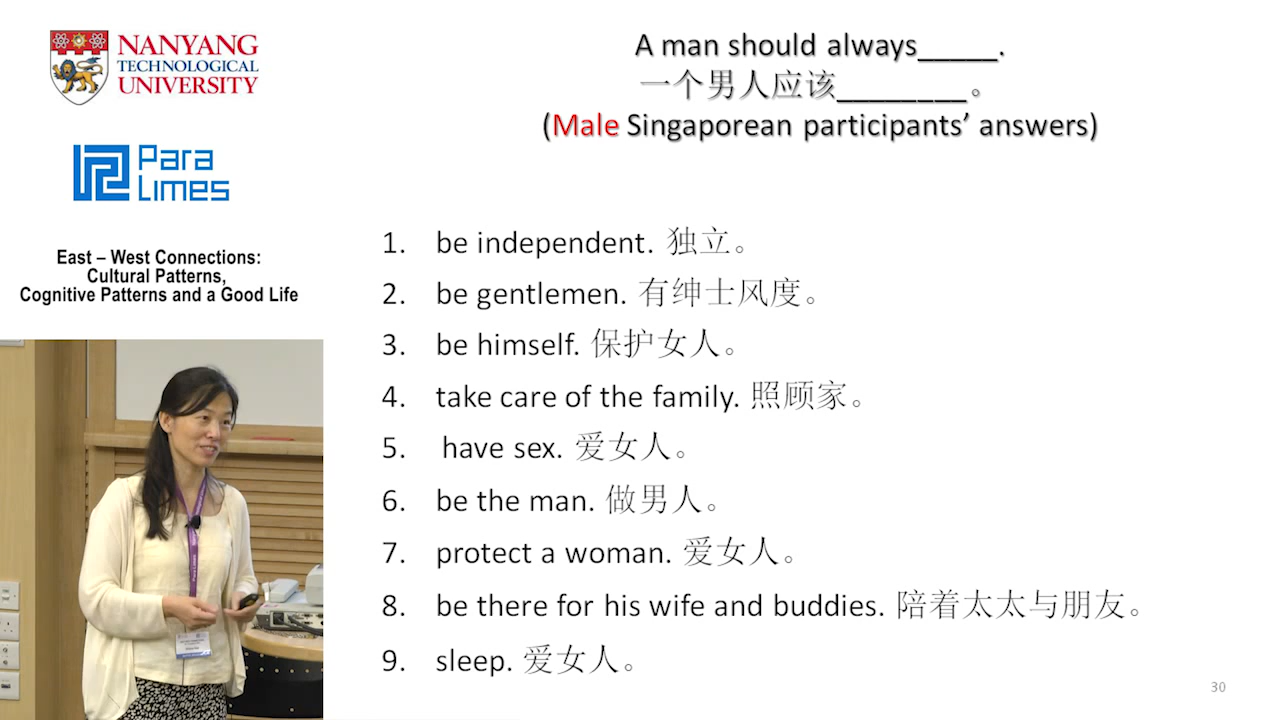 NANYANG
TECHNOLOGICAL
UNIVERSITY
Para
Limes
East – West Connections:
Cultural Patterns,
Cognitive Patterns and a Good Life
A man should always_____.
一个男人应该________。
(Male Singaporean participants’ answers)
1. be independent. 独立。
2. be gentlemen. 有绅士风度。
3. be himself. 保护女人。
4. take care of the family. 照顾家。
5. have sex. 爱女人。
6. be the man. 做男人。
7. protect a woman. 爱女人。
8. be there for his wife and buddies. 陪着太太与朋友。
9. sleep. 爱女人。
30